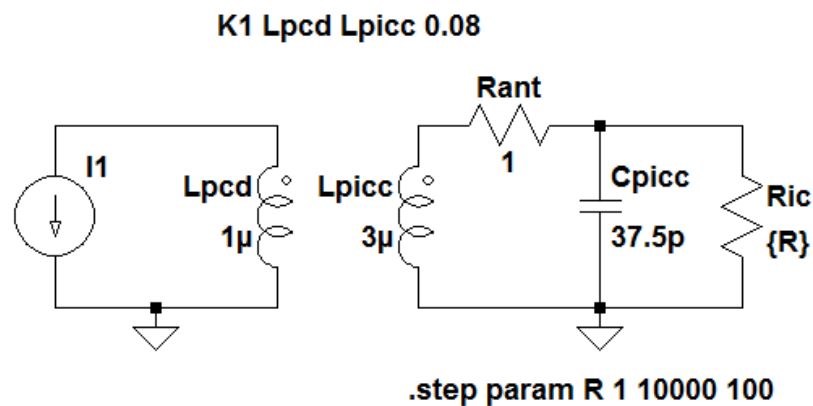 K1 Lpcd Lpicc 0.08
Rant
1
I1
Lpcd
1µ
Lpicc
3µ
Cpicc
37.5p
Ric
{R}
.step param R 1 10000 100